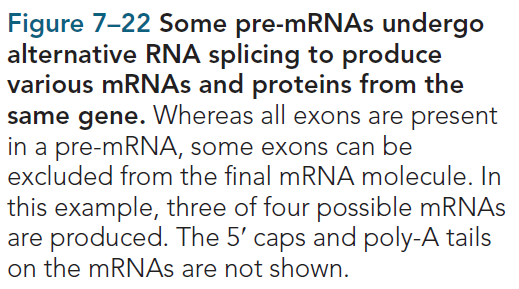 Figure 7–22 Some pre-mRNAs undergo
alternative RNA splicing to produce
various mRNAs and proteins from the
same gene. Whereas all exons are present
in a pre-mRNA, some exons can be
excluded from the final mRNA molecule. In
this example, three of four possible mRNAs
are produced. The 5′ caps and poly-A tails
on the mRNAs are not shown.